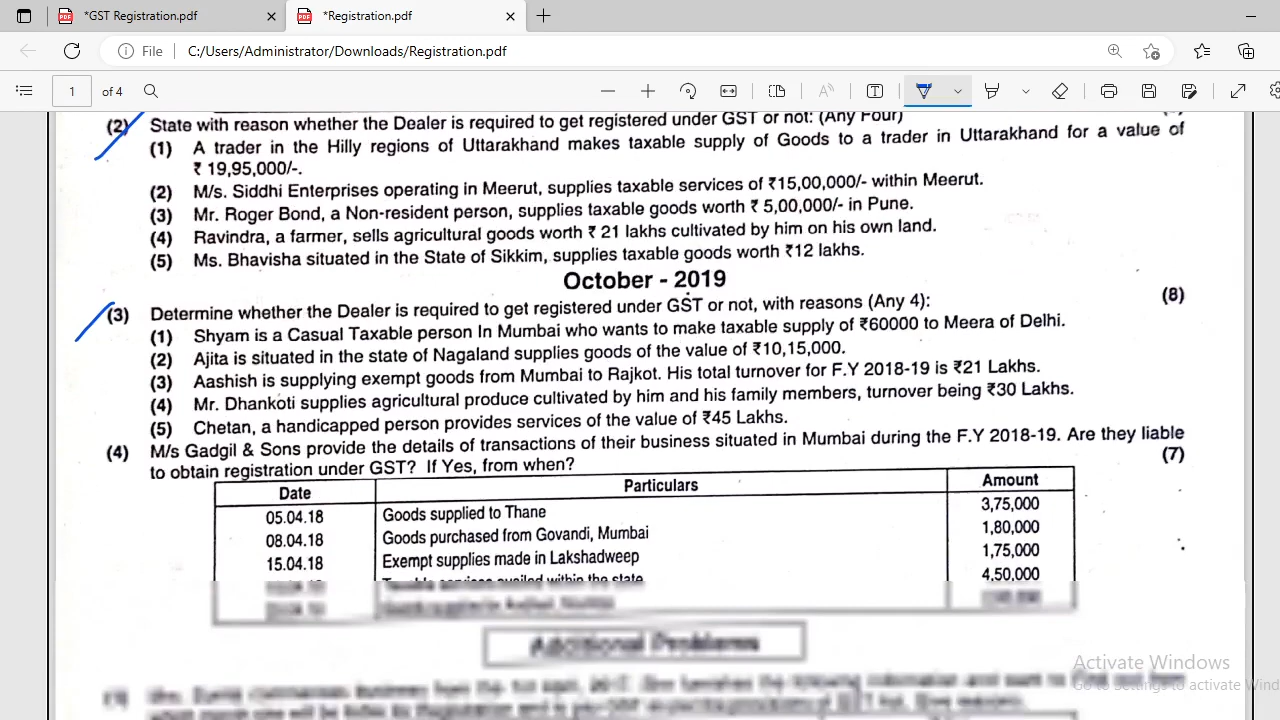 *GST Registration.pdf
*Registration.pdf
File C:/Users/Administrator/Downloads/Registration.pdf
1 of 4
(2) State with reason whether the Dealer is required to get registered under GST or not: (Any Four)
(1) A trader in the Hilly regions of Uttarakhand makes taxable supply of Goods to a trader in Uttarakhand for a value of
₹ 19,95,000/-.
(2) M/s. Siddhi Enterprises operating in Meerut, supplies taxable services of ₹15,00,000/- within Meerut.
(3) Mr. Roger Bond, a Non-resident person, supplies taxable goods worth ₹ 5,00,000/- in Pune.
(4) Ravindra, a farmer, sells agricultural goods worth ₹ 21 lakhs cultivated by him on his own land.
(5) Ms. Bhavisha situated in the State of Sikkim, supplies taxable goods worth ₹12 lakhs.
October - 2019
(3) Determine whether the Dealer is required to get registered under GST or not, with reasons (Any 4): (8)
(1) Shyam is a Casual Taxable person In Mumbai who wants to make taxable supply of ₹60000 to Meera of Delhi.
(2) Ajita is situated in the state of Nagaland supplies goods of the value of ₹10,15,000.
(3) Aashish is supplying exempt goods from Mumbai to Rajkot. His total turnover for F.Y 2018-19 is ₹21 Lakhs.
(4) Mr. Dhankoti supplies agricultural produce cultivated by him and his family members, turnover being ₹30 Lakhs.
(5) Chetan, a handicapped person provides services of the value of ₹45 Lakhs.
(4) M/s Gadgil & Sons provide the details of transactions of their business situated in Mumbai during the F.Y 2018-19. Are they liable
to obtain registration under GST? If Yes, from when? (7)
Date Particulars Amount
05.04.18 Goods supplied to Thane 3,75,000
08.04.18 Goods purchased from Govandi, Mumbai 1,80,000
15.04.18 Exempt supplies made in Lakshadweep 1,75,000
Taxable services availed within the state 4,50,000
Additional Problems
Activate Windows
Go to Settings to activate Wind